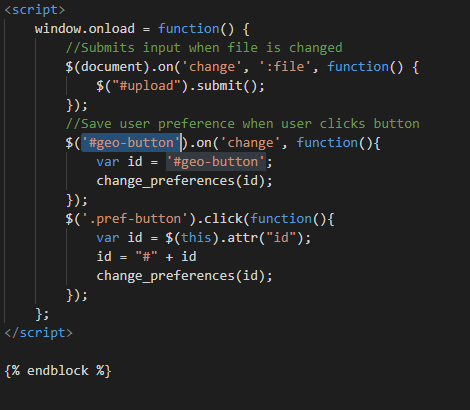 <script>
window.onload = function() {
//Submits input when file is changed
$(document).on('change', ':file', function() {
$("#upload").submit();
});
//Save user preference when user clicks button
$('#geo-button').on('change', function(){
var id = '#geo-button';
change_preferences(id);
});
$('.pref-button').click(function(){
var id = $(this).attr("id");
id = "#" + id
change_preferences(id);
});
};
</script>
{% endblock %}